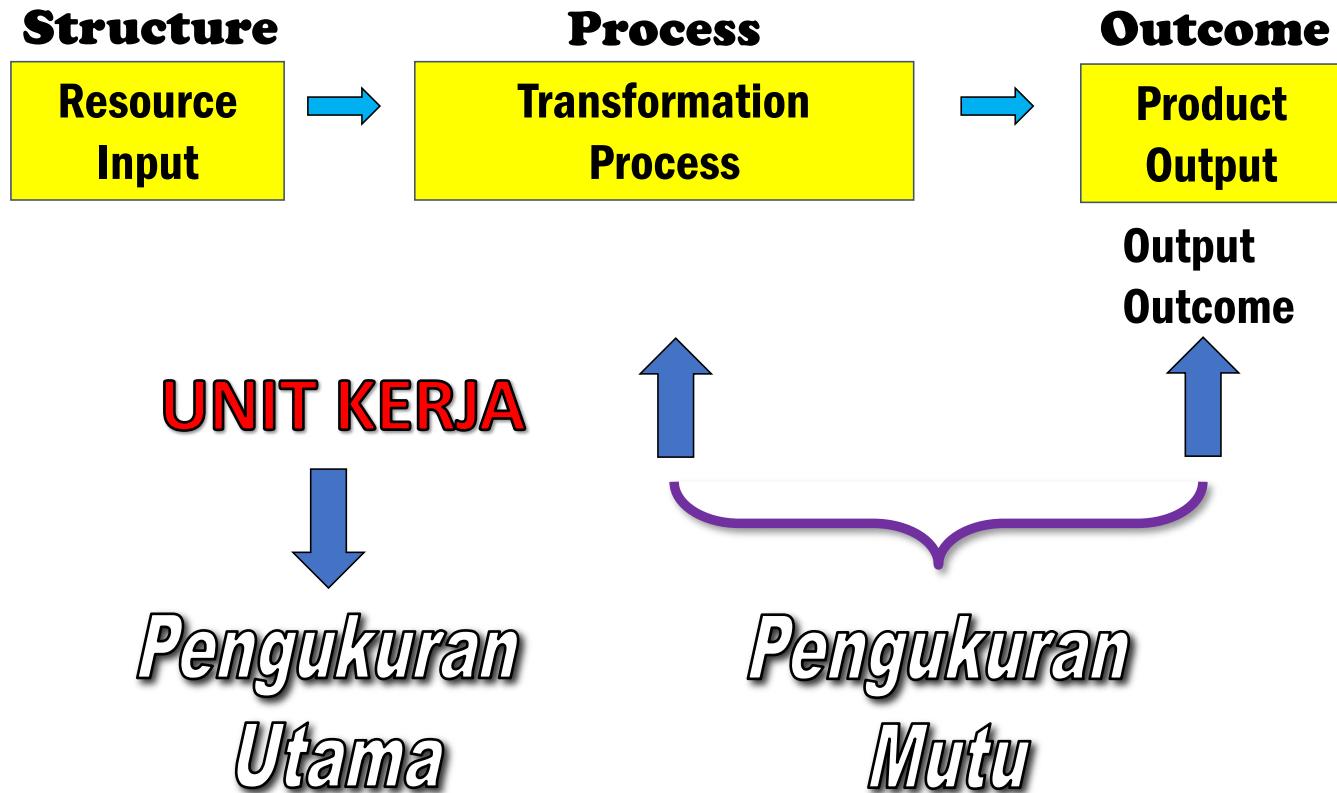 Structure
Process
Outcome
Resource
Input
Transformation
Process
Product
Output
Output
Outcome
UNIT KERJA
Pengukuran
Utama
Pengukuran
Mutu